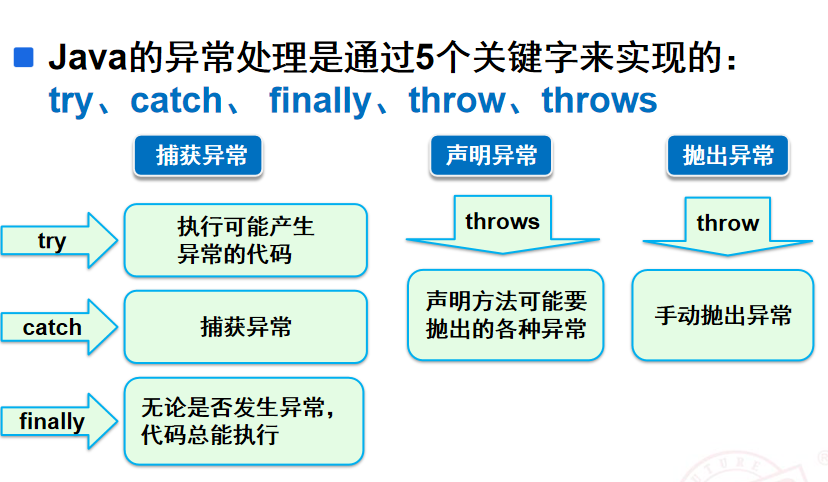 Java的异常处理是通过5个关键字来实现的：
try、catch、 finally、throw、throws
捕获异常
声明异常
抛出异常
try
执行可能产生
异常的代码
catch
捕获异常
finally
无论是否发生异常，
代码总能执行
throws
声明方法可能要
抛出的各种异常
throw
手动抛出异常
UTURE
®